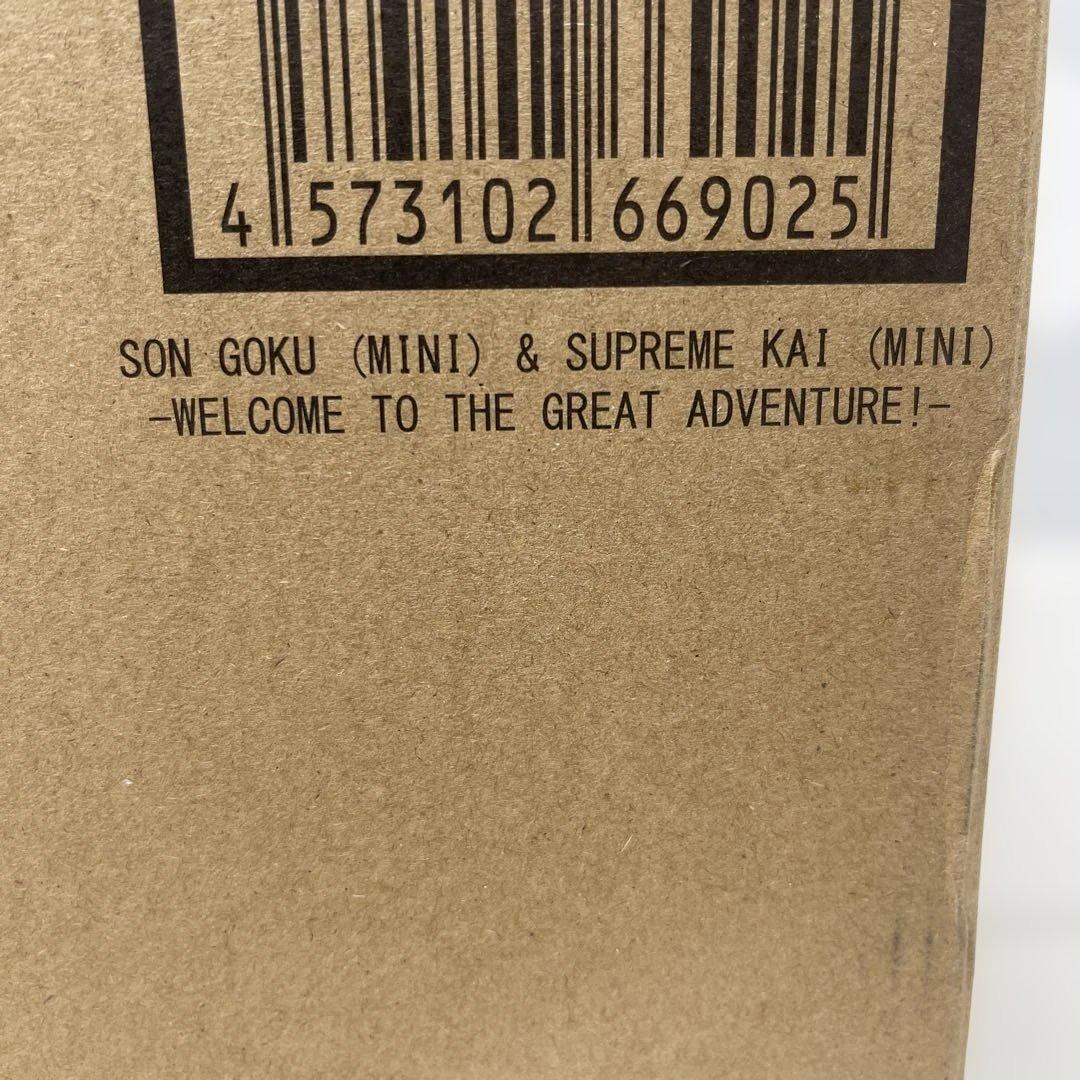 4 573102 669025
SON GOKU (MINI) & SUPREME KAI (MINI)
-WELCOME TO THE GREAT ADVENTURE!-